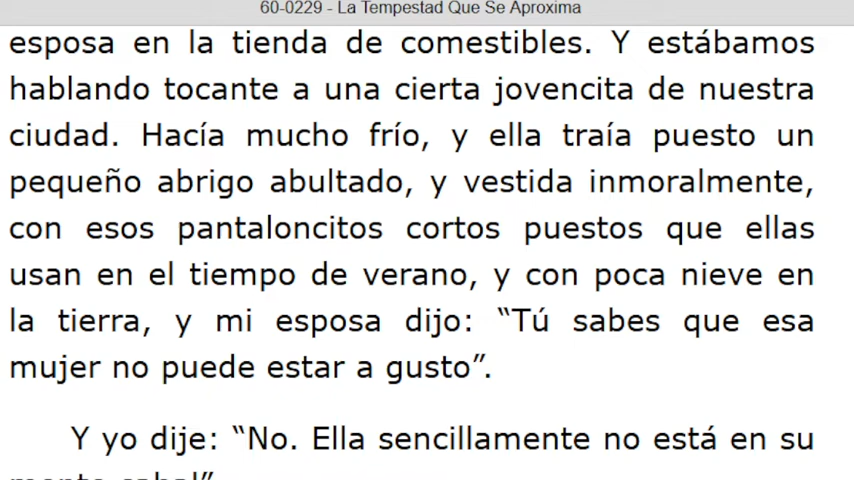 60-0229 - La Tempestad Que Se Aproxima
esposa en la tienda de comestibles. Y estábamos
hablando tocante a una cierta jovencita de nuestra
ciudad. Hacía mucho frío, y ella traía puesto un
pequeño abrigo abultado, y vestida inmoralmente,
con esos pantaloncitos cortos puestos que ellas
usan en el tiempo de verano, y con poca nieve en
la tierra, y mi esposa dijo: “Tú sabes que esa
mujer no puede estar a gusto”.
Y yo dije: “No. Ella sencillamente no está en su